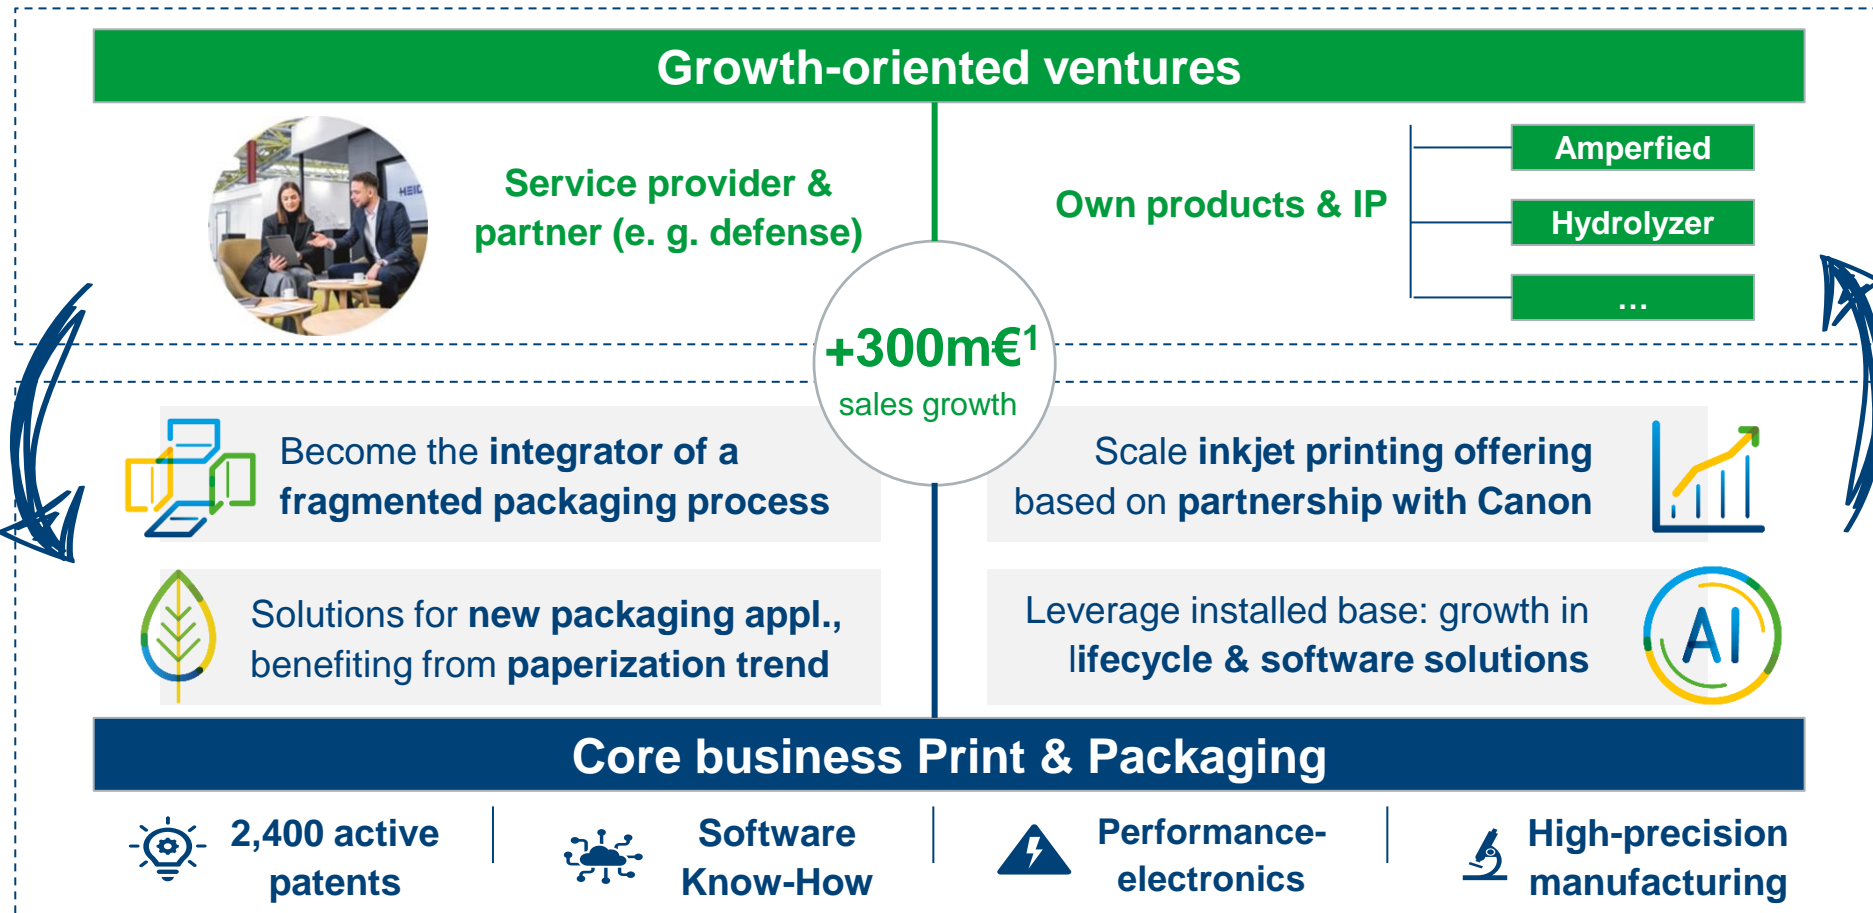 Growth-oriented ventures
Service provider &
partner (e. g. defense)
HEID
Own products & IP
Amperfied
Hydrolyzer
...
+300m€¹
sales growth
Become the integrator of a
fragmented packaging process
Scale inkjet printing offering
based on partnership with Canon
Solutions for new packaging appl.,
benefiting from paperization trend
Leverage installed base: growth in
lifecycle & software solutions
AI
Core business Print & Packaging
2,400 active
patents
Software
Know-How
Performance-
electronics
High-precision
manufacturing